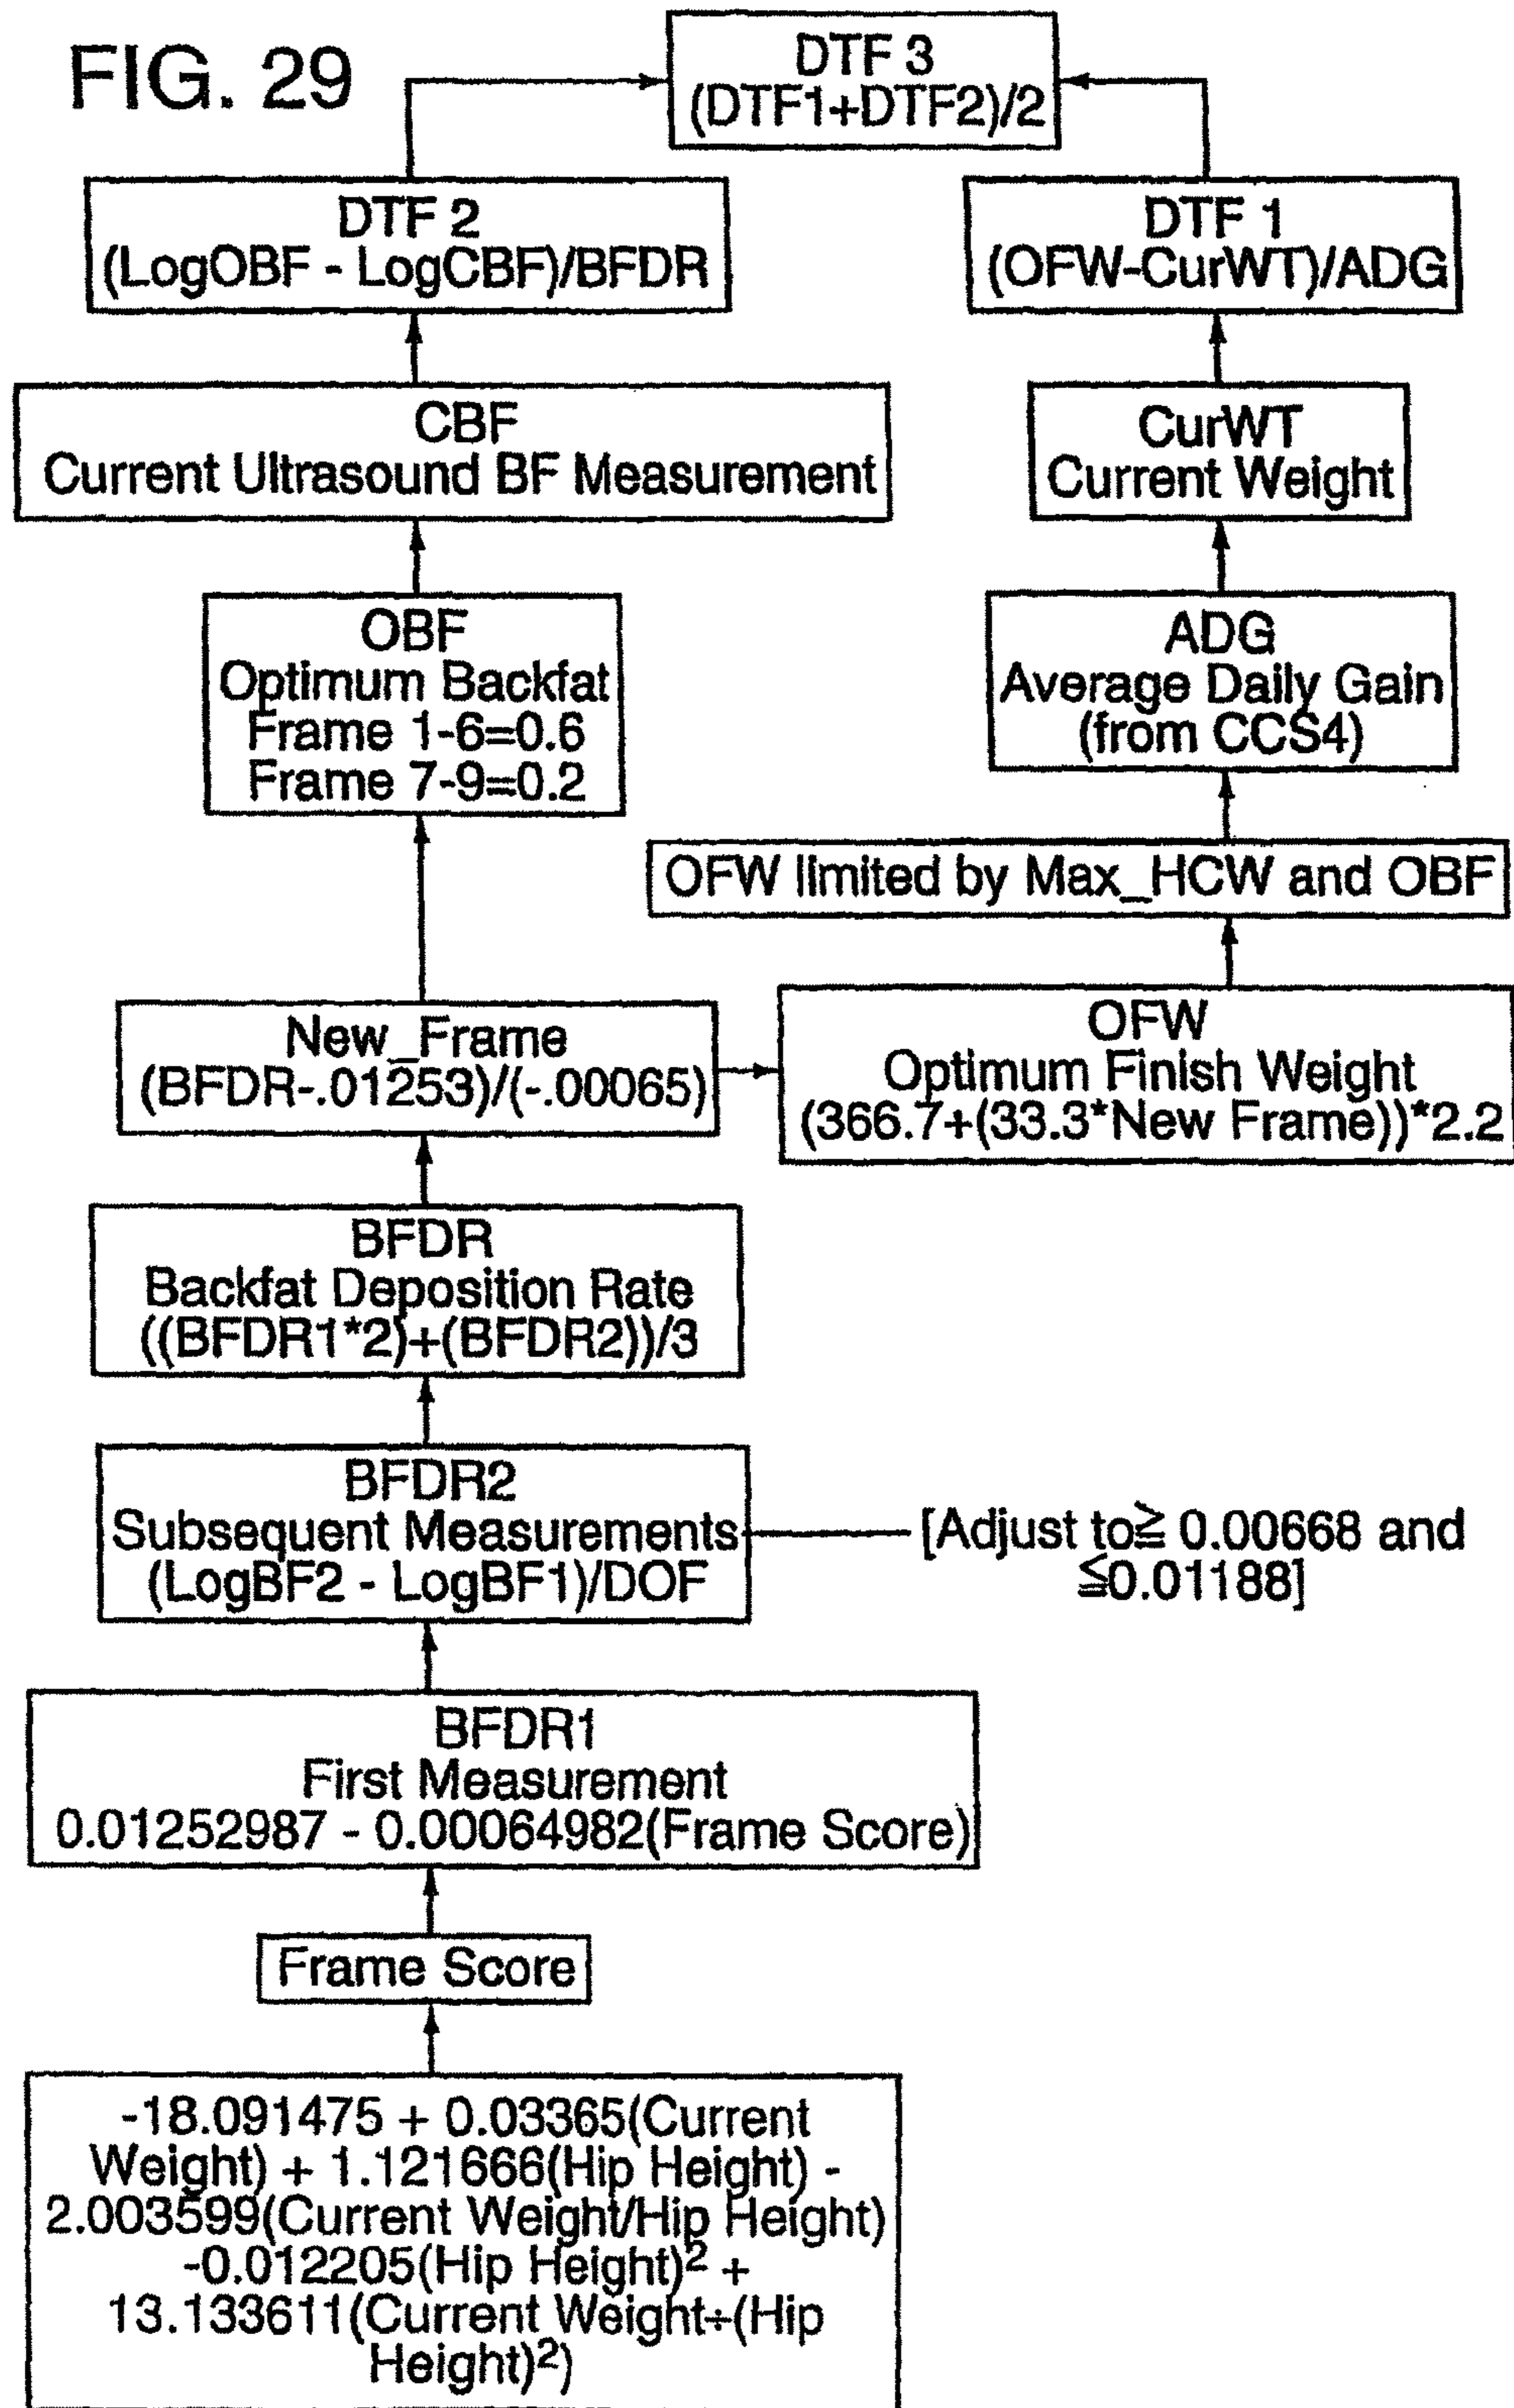 FIG. 29
DTF 3
(DTF1+DTF2)/2
DTF 2
(LogOBF - LogCBF)/BFDR
DTF 1
(OFW-CurWT)/ADG
CBF
Current Ultrasound BF Measurement
CurWT
Current Weight
OBF
Optimum Backfat
Frame 1-6=0.6
Frame 7-9=0.2
ADG
Average Daily Gain
(from CCS4)
OFW limited by Max_HCW and OBF
New_Frame
(BFDR-.01253)/(-.00065)
OFW
Optimum Finish Weight
(366.7+(33.3*New Frame))*2.2
BFDR
Backfat Deposition Rate
((BFDR1*2)+(BFDR2))/3
BFDR2
Subsequent Measurements
(LogBF2 - LogBF1)/DOF
[Adjust to≧ 0.00668 and
≦0.01188]
BFDR1
First Measurement
0.01252987 - 0.00064982(Frame Score)
Frame Score
-18.091475 + 0.03365(Current
Weight) + 1.121666(Hip Height) -
2.003599(Current Weight/Hip Height)
-0.012205(Hip Height)² +
13.133611(Current Weight÷(Hip
Height)²)